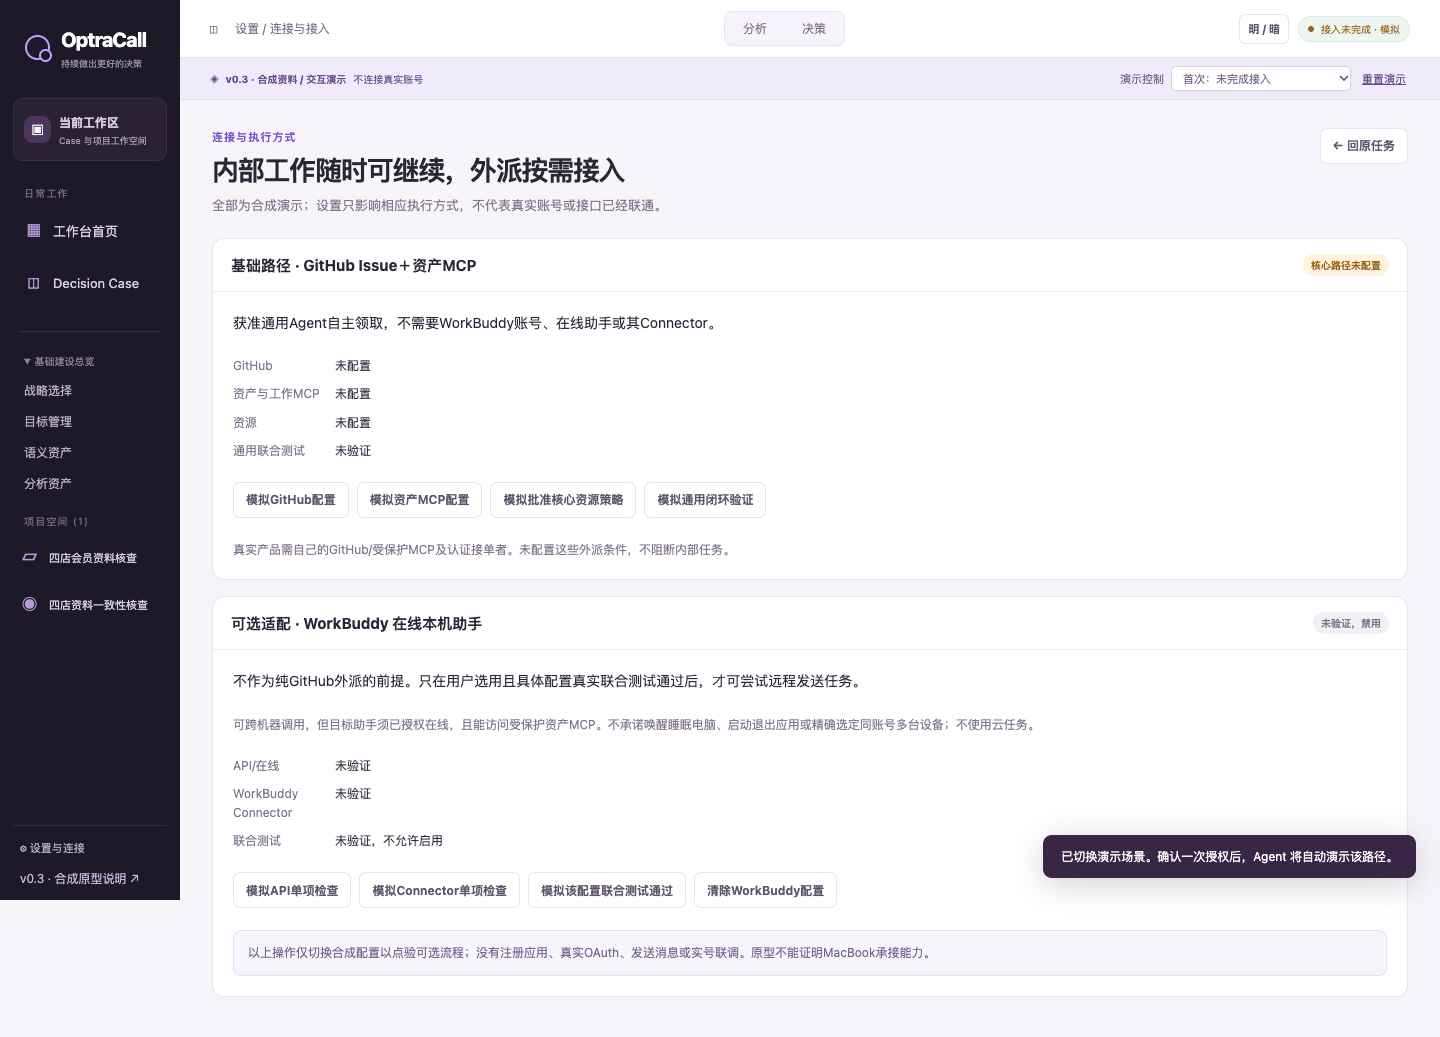 OptraCall
持续做出更好的决策
当前工作区
Case 与项目工作空间
日常工作
工作台首页
Decision Case
▼ 基础建设总览
战略选择
目标管理
语义资产
分析资产
项目空间 (1)
四店会员资料核查
四店资料一致性核查
设置与连接
v0.3 · 合成原型说明 ↗
设置 / 连接与接入
分析
决策
明 / 暗
接入未完成 · 模拟
v0.3 · 合成资料 / 交互演示 不连接真实账号
演示控制
首次：未完成接入
重置演示
连接与执行方式
内部工作随时可继续，外派按需接入
全部为合成演示；设置只影响相应执行方式，不代表真实账号或接口已经联通。
← 回原任务
基础路径 · GitHub Issue＋资产MCP
核心路径未配置
获准通用Agent自主领取，不需要WorkBuddy账号、在线助手或其Connector。
GitHub 未配置
资产与工作MCP 未配置
资源 未配置
通用联合测试 未验证
模拟GitHub配置
模拟资产MCP配置
模拟批准核心资源策略
模拟通用闭环验证
真实产品需自己的GitHub/受保护MCP及认证接单者。未配置这些外派条件，不阻断内部任务。
可选适配 · WorkBuddy 在线本机助手
未验证，禁用
不作为纯GitHub外派的前提。只在用户选用且具体配置真实联合测试通过后，才可尝试远程发送任务。
可跨机器调用，但目标助手须已授权在线，且能访问受保护资产MCP。不承诺唤醒睡眠电脑、启动退出应用或精确选定同账号多台设备；不使用云任务。
API/在线 未验证
WorkBuddy 未验证
Connector
联合测试 未验证，不允许启用
模拟API单项检查
模拟Connector单项检查
模拟该配置联合测试通过
清除WorkBuddy配置
以上操作仅切换合成配置以点验可选流程；没有注册应用、真实OAuth、发送消息或实号联调。原型不能证明MacBook承接能力。
已切换演示场景。确认一次授权后，Agent 将自动演示该路径。